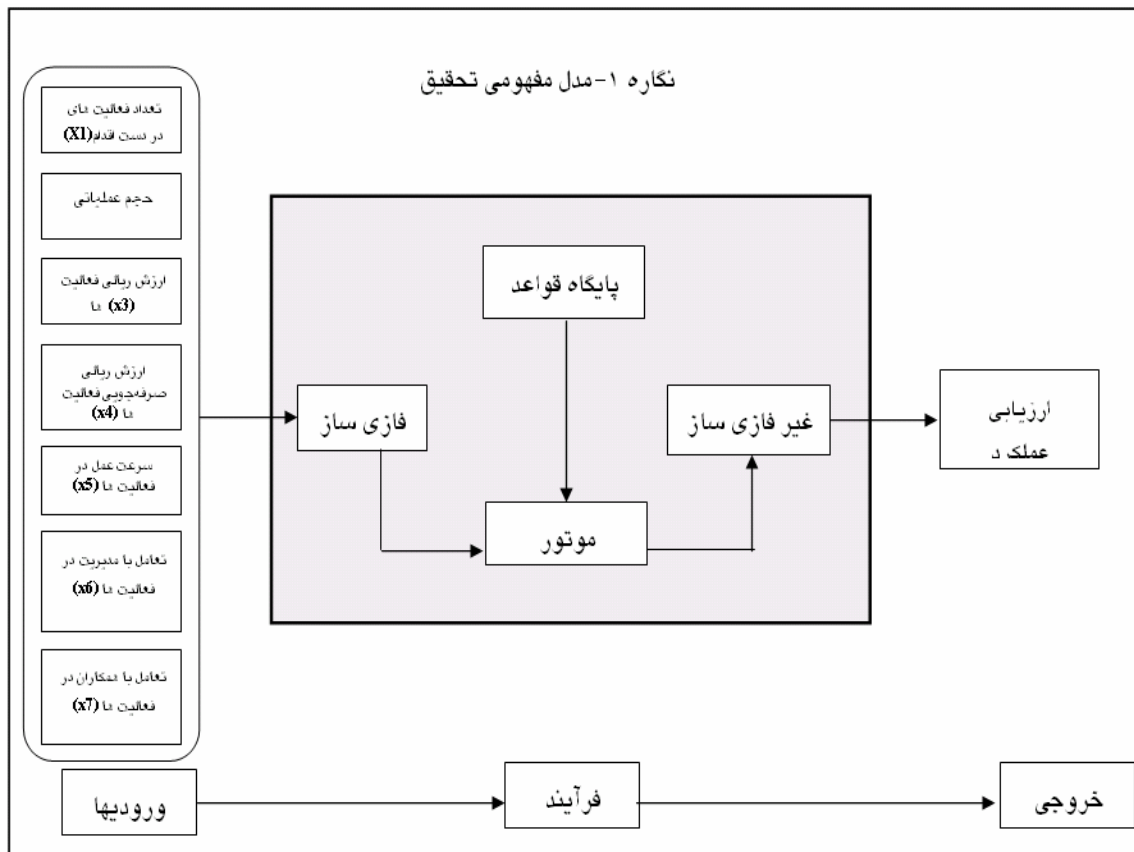 نگاره ۱-مدل مفهومی تحقیق
تعداد فعالیت های
در دست اقدام(X1)
حجم عملیاتی
ارزش ریالی فعالیت
ها (x3)
ارزش ریالی
صرفه‌جویی فعالیت
ها (x4)
سرعت عمل در
فعالیت ها (x5)
تعامل با مدیریت در
فعالیت ها (x6)
تعامل با همکاران در
فعالیت ها (x7)
پایگاه قواعد
فازی ساز
غیر فازی ساز
موتور
ارزیابی
عملک د
ورودیها
فرآیند
خروجی